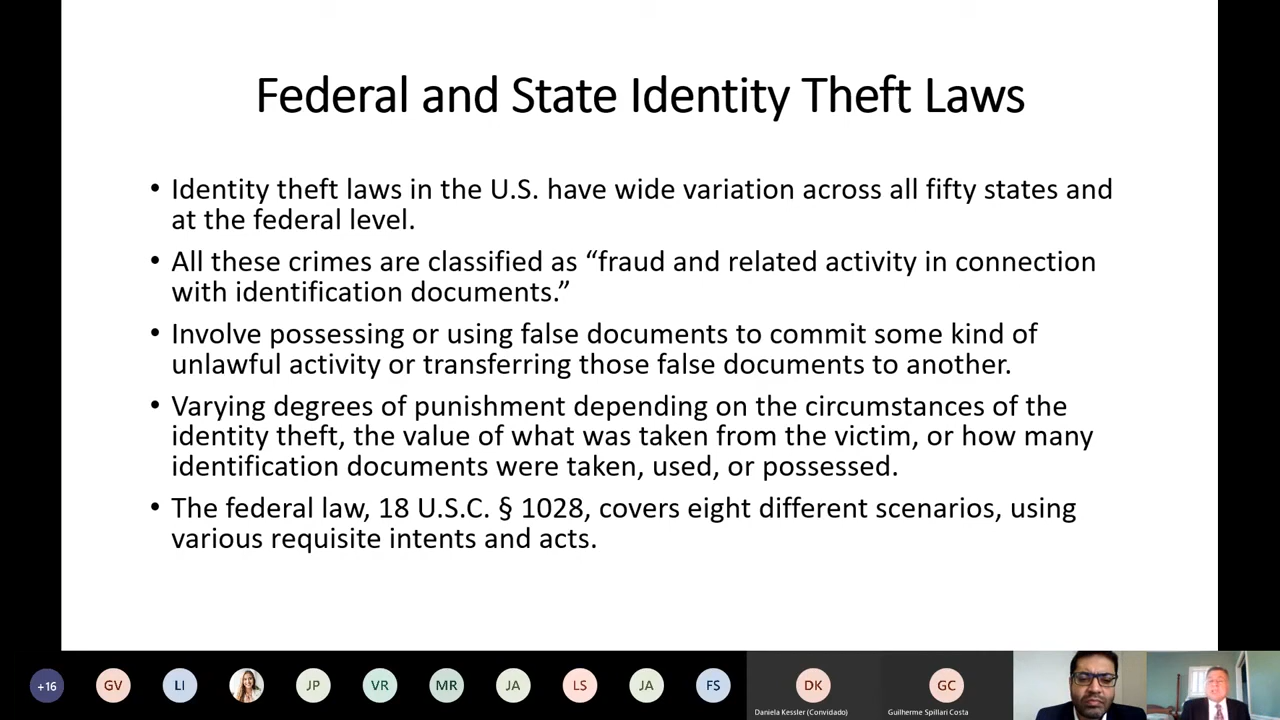 Federal and State Identity Theft Laws
• Identity theft laws in the U.S. have wide variation across all fifty states and
at the federal level.
• All these crimes are classified as “fraud and related activity in connection
with identification documents.”
• Involve possessing or using false documents to commit some kind of
unlawful activity or transferring those false documents to another.
• Varying degrees of punishment depending on the circumstances of the
identity theft, the value of what was taken from the victim, or how many
identification documents were taken, used, or possessed.
• The federal law, 18 U.S.C. § 1028, covers eight different scenarios, using
various requisite intents and acts.
+16 GV LI JP VR MR JA LS JA FS DK GC
Daniela Kessler (Convidado) Guilherme Spillari Costa